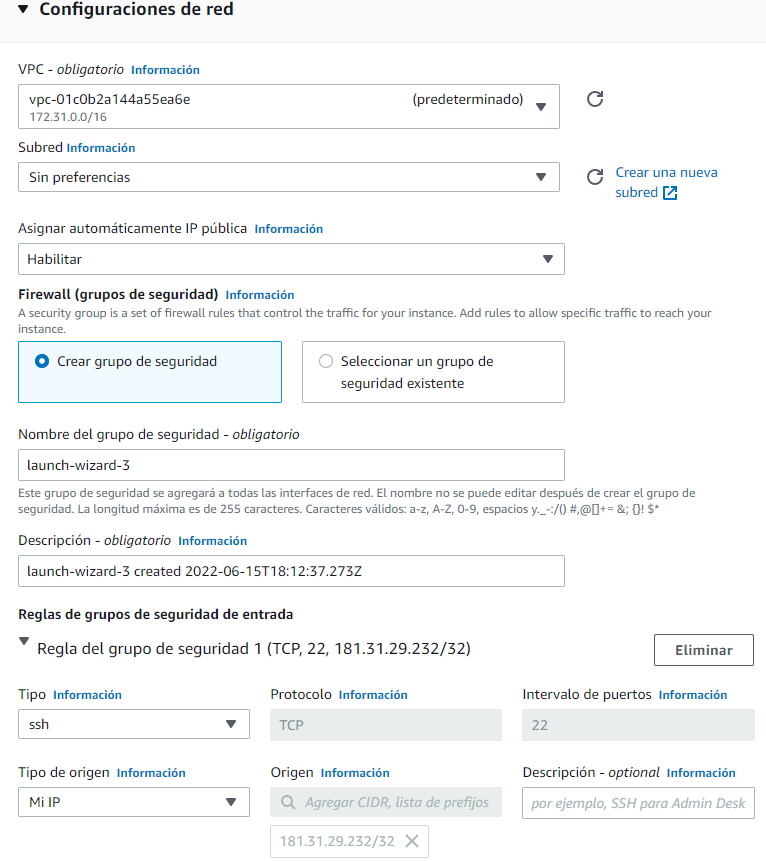 Configuraciones de red
VPC - obligatorio Información
vpc-01c0b2a144a55ea6e (predeterminado)
172.31.0.0/16
Subred Información
Sin preferencias
Crear una nueva
subred
Asignar automáticamente IP pública Información
Habilitar
Firewall (grupos de seguridad) Información
A security group is a set of firewall rules that control the traffic for your instance. Add rules to allow specific traffic to reach your
instance.
Crear grupo de seguridad
Seleccionar un grupo de
seguridad existente
Nombre del grupo de seguridad - obligatorio
launch-wizard-3
Este grupo de seguridad se agregará a todas las interfaces de red. El nombre no se puede editar después de crear el grupo de
seguridad. La longitud máxima es de 255 caracteres. Caracteres válidos: a-z, A-Z, 0-9, espacios y._-:/() #,@[]+= &; {}! $*
Descripción - obligatorio Información
launch-wizard-3 created 2022-06-15T18:12:37.273Z
Reglas de grupos de seguridad de entrada
Regla del grupo de seguridad 1 (TCP, 22, 181.31.29.232/32) Eliminar
Tipo Información Protocolo Información Intervalo de puertos Información
ssh TCP 22
Tipo de origen Información Origen Información Descripción - optional Información
Mi IP Agregar CIDR, lista de prefijos por ejemplo, SSH para Admin Desk
181.31.29.232/32